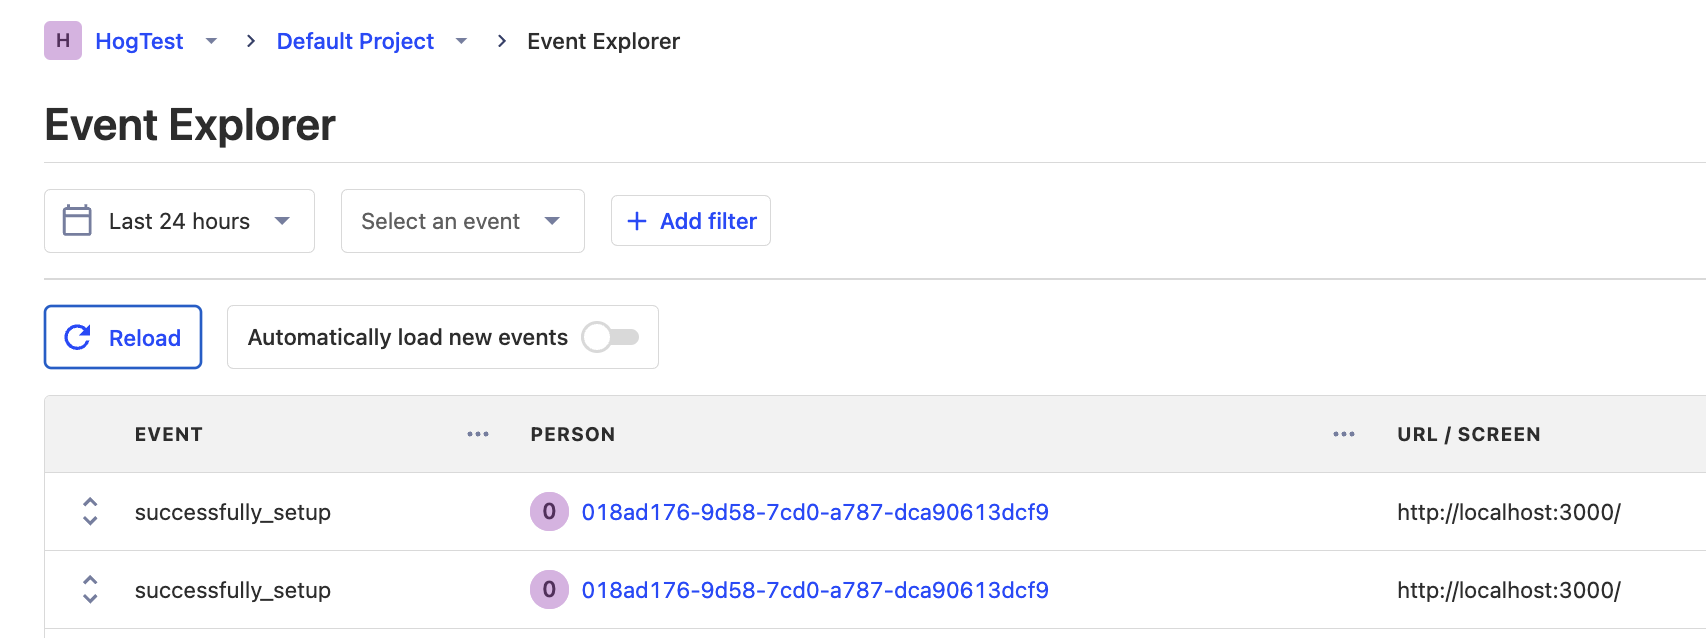 H HogTest > Default Project > Event Explorer
Event Explorer
Last 24 hours Select an event + Add filter
Reload Automatically load new events
EVENT ••• PERSON ••• URL / SCREEN
successfully_setup 0 018ad176-9d58-7cd0-a787-dca90613dcf9 http://localhost:3000/
successfully_setup 0 018ad176-9d58-7cd0-a787-dca90613dcf9 http://localhost:3000/